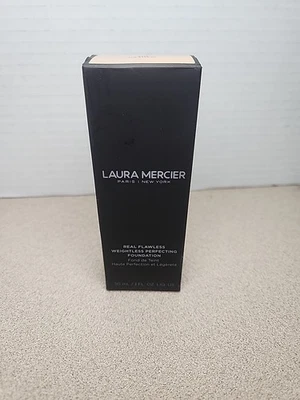 LAURA MERCIER
PARIS | NEW YORK
REAL FLAWLESS
WEIGHTLESS PERFECTING
FOUNDATION
Fond de Teint
Haute Perfection et Légèreté